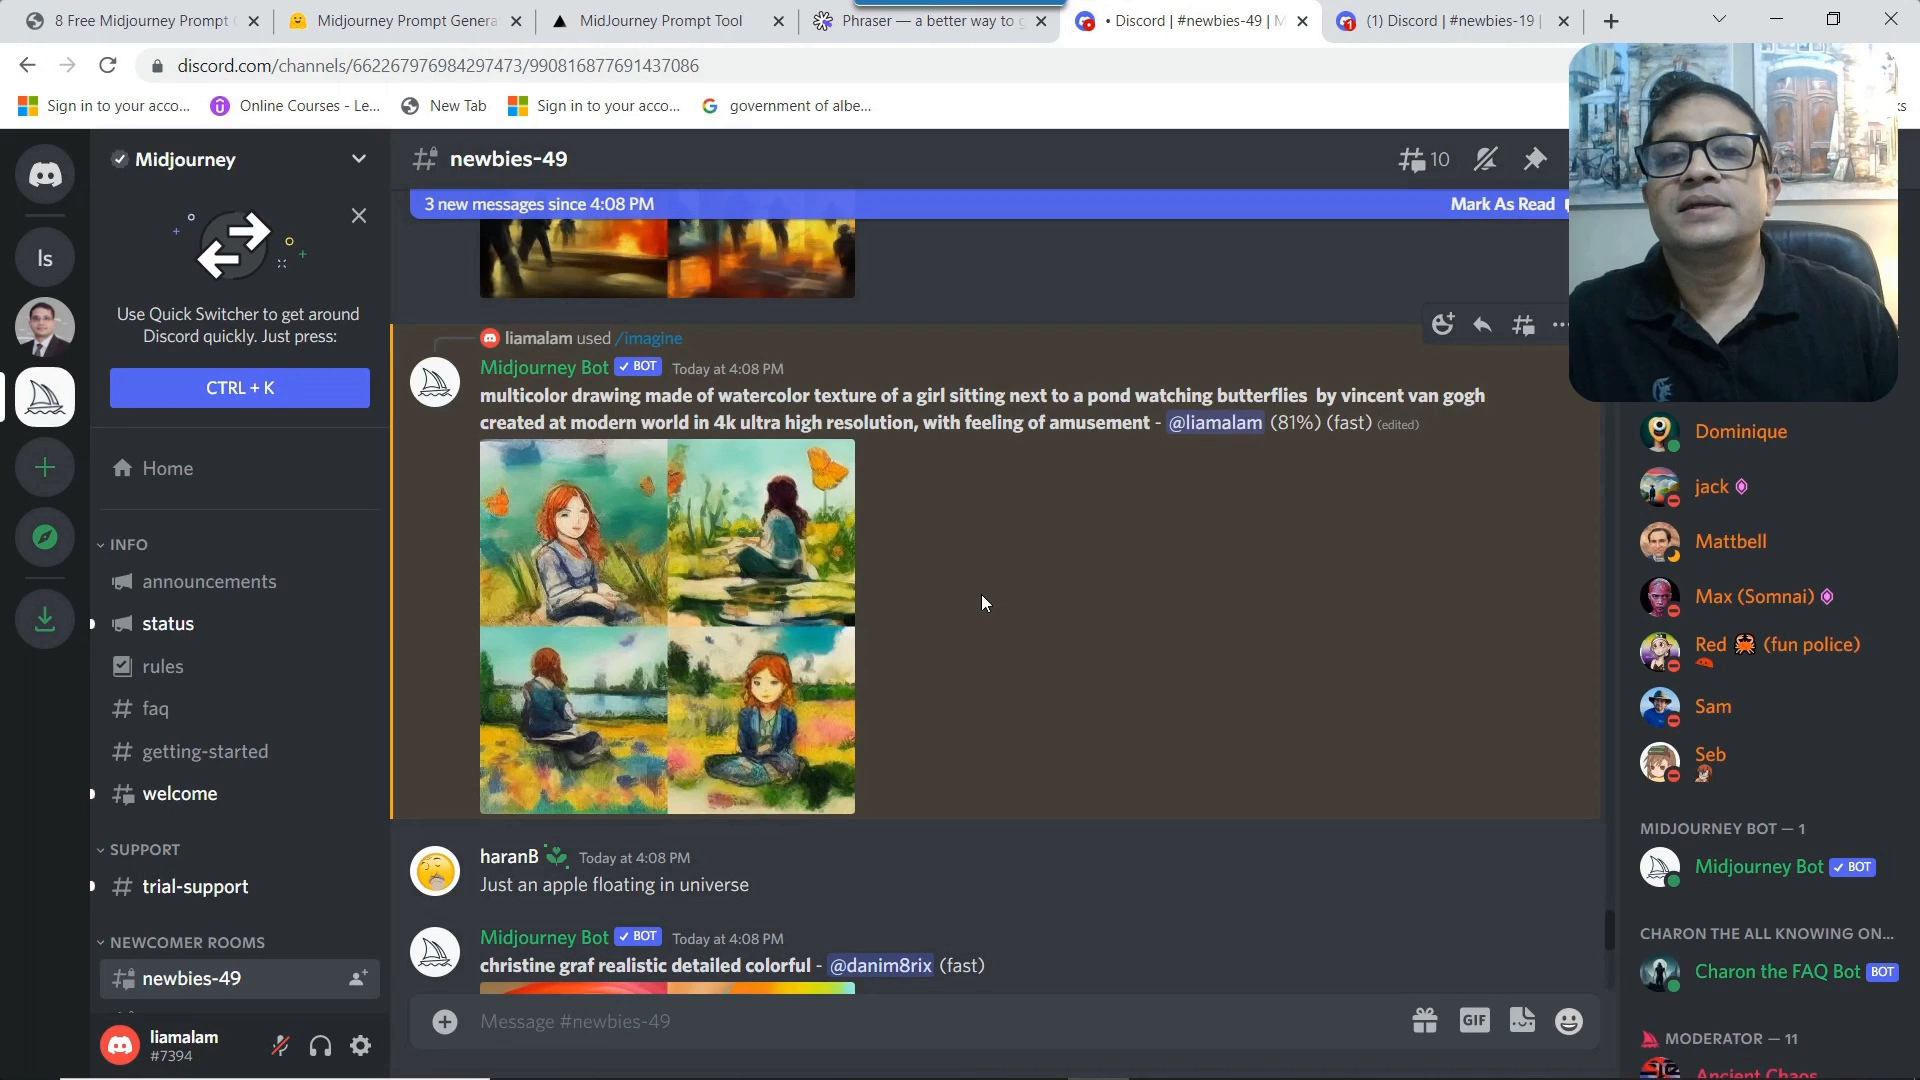 8 Free Midjourney Prompt
Midjourney Prompt Genera
MidJourney Prompt Tool
Phraser — a better way to
• Discord | #newbies-49 |
(1) Discord | #newbies-19 |
discord.com/channels/662267976984297473/990816877691437086
Sign in to your acco...
Online Courses - Le...
New Tab
Sign in to your acco...
government of albe...
Midjourney
newbies-49
10
3 new messages since 4:08 PM
Mark As Read
Use Quick Switcher to get around
Discord quickly. Just press:
CTRL + K
Is
Home
INFO
announcements
status
rules
faq
getting-started
welcome
SUPPORT
trial-support
NEWCOMER ROOMS
newbies-49
liamalam
#7394
liamalam used /imagine
Midjourney Bot BOT Today at 4:08 PM
multicolor drawing made of watercolor texture of a girl sitting next to a pond watching butterflies by vincent van gogh
created at modern world in 4k ultra high resolution, with feeling of amusement - @liamalam (81%) (fast) (edited)
haranB Today at 4:08 PM
Just an apple floating in universe
Midjourney Bot BOT Today at 4:08 PM
christine graf realistic detailed colorful - @danim8rix (fast)
Message #newbies-49
GIF
Dominique
jack
Mattbell
Max (Somnai)
Red (fun police)
Sam
Seb
MIDJOURNEY BOT — 1
Midjourney Bot BOT
CHARON THE ALL KNOWING ON...
Charon the FAQ Bot BOT
MODERATOR — 11
Ancient Chaos